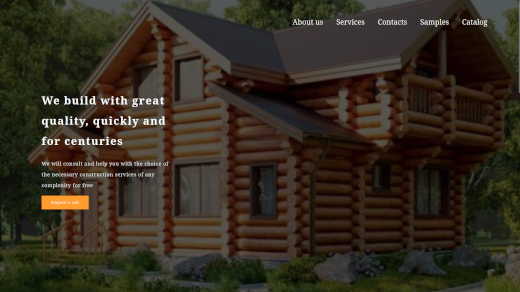 About us Services Contacts Samples Catalog
We build with great
quality, quickly and
for centuries
We will consult and help you with the choice of
the necessary construction services of any
complexity for free
Request a call